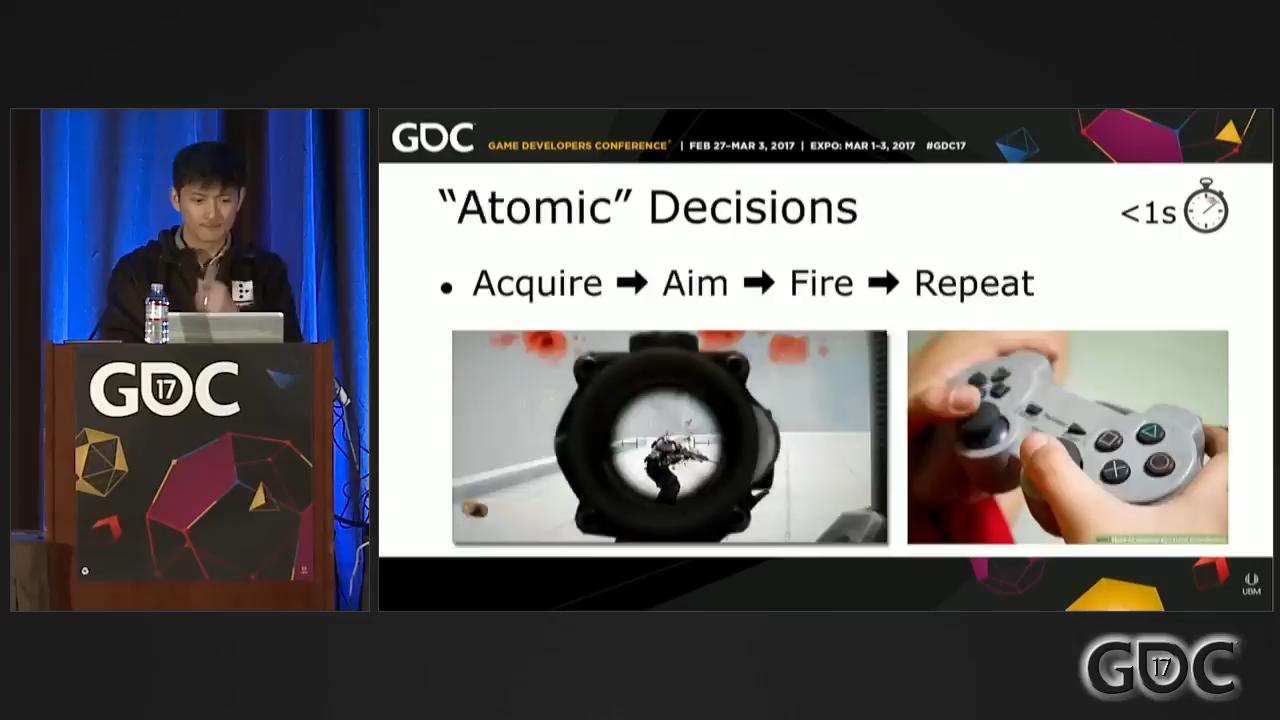 GDC
GAME DEVELOPERS CONFERENCE® | FEB 27–MAR 3, 2017 | EXPO: MAR 1–3, 2017 #GDC17
“Atomic” Decisions
<1s
• Acquire ➡ Aim ➡ Fire ➡ Repeat
GDC
17
UBM
GDC
17